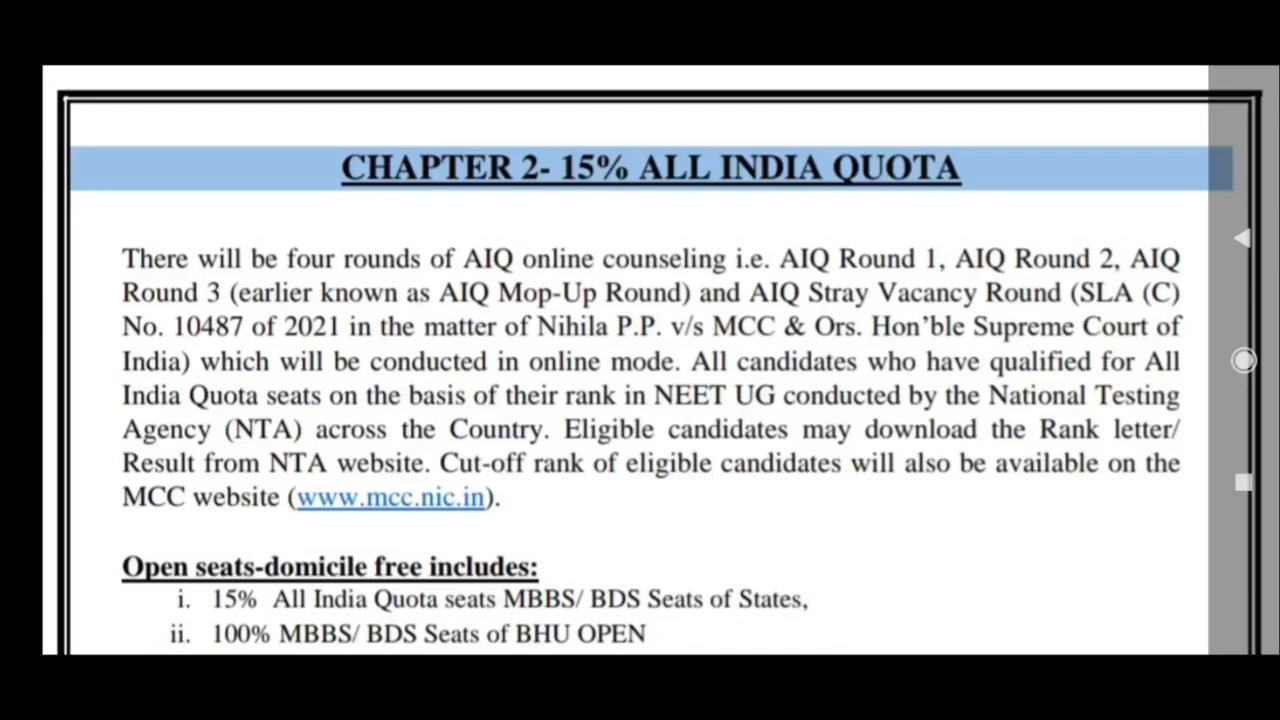 CHAPTER 2- 15% ALL INDIA QUOTA
There will be four rounds of AIQ online counseling i.e. AIQ Round 1, AIQ Round 2, AIQ
Round 3 (earlier known as AIQ Mop-Up Round) and AIQ Stray Vacancy Round (SLA (C)
No. 10487 of 2021 in the matter of Nihila P.P. v/s MCC & Ors. Hon’ble Supreme Court of
India) which will be conducted in online mode. All candidates who have qualified for All
India Quota seats on the basis of their rank in NEET UG conducted by the National Testing
Agency (NTA) across the Country. Eligible candidates may download the Rank letter/
Result from NTA website. Cut-off rank of eligible candidates will also be available on the
MCC website (www.mcc.nic.in).
Open seats-domicile free includes:
i. 15% All India Quota seats MBBS/ BDS Seats of States,
ii. 100% MBBS/ BDS Seats of BHU OPEN